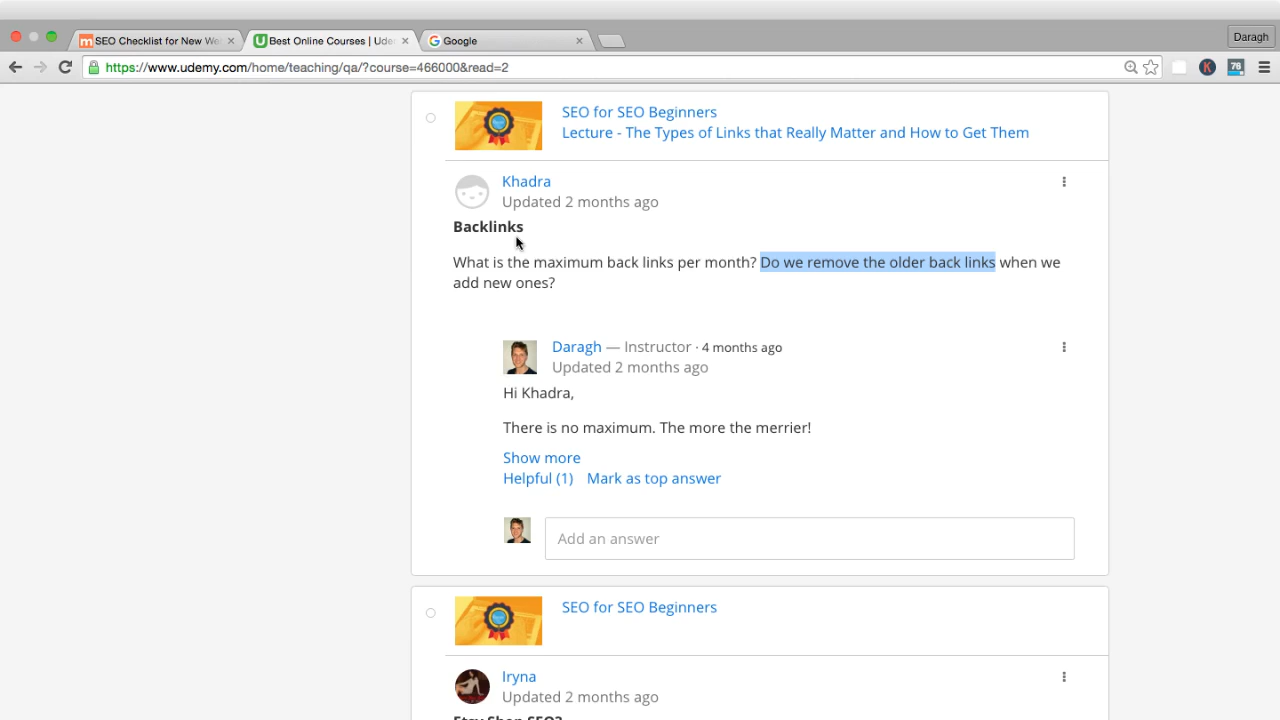 SEO Checklist for New We
Best Online Courses | Ude
Google
Daragh
https://www.udemy.com/home/teaching/qa/?course=466000&read=2
K
76
SEO for SEO Beginners
Lecture - The Types of Links that Really Matter and How to Get Them
Khadra
Updated 2 months ago
Backlinks
What is the maximum back links per month? Do we remove the older back links when we
add new ones?
Daragh — Instructor · 4 months ago
Updated 2 months ago
Hi Khadra,
There is no maximum. The more the merrier!
Show more
Helpful (1) Mark as top answer
Add an answer
SEO for SEO Beginners
Iryna
Updated 2 months ago
Etsy Shop SEO?